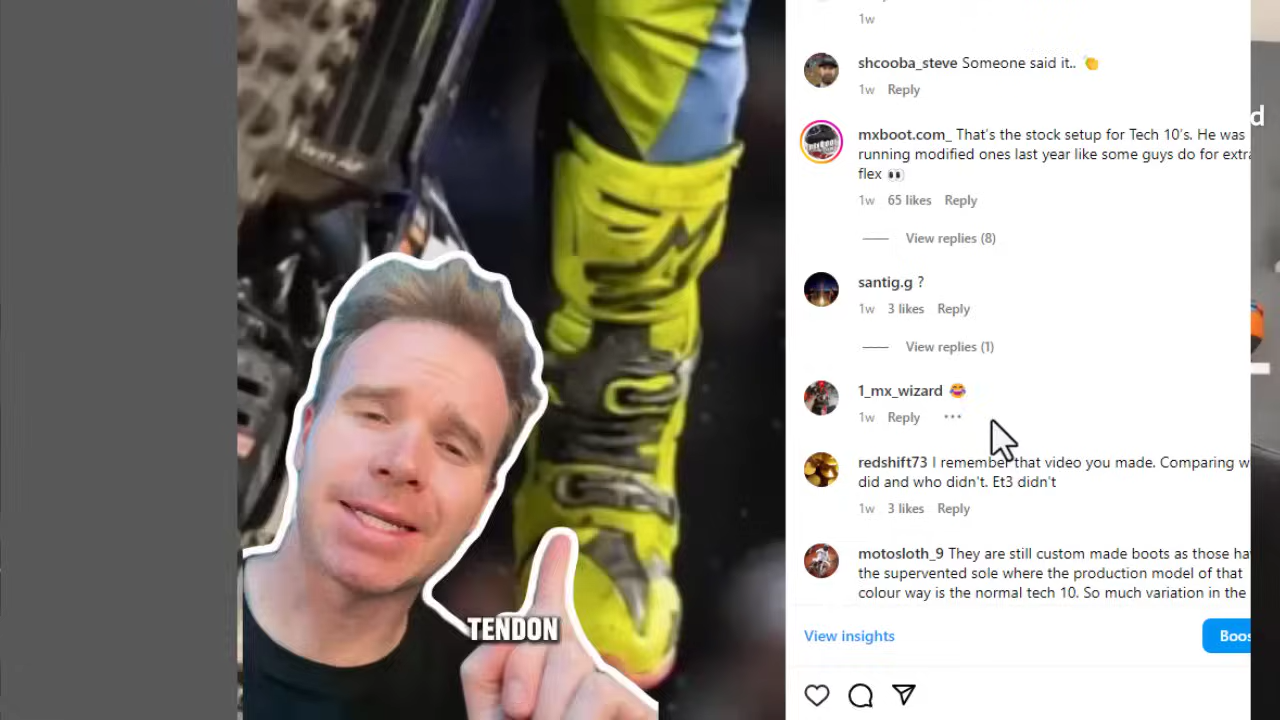 1w
shcooba_steve Someone said it.. 👏
1w Reply
mxboot.com_ That's the stock setup for Tech 10's. He was
running modified ones last year like some guys do for extra
flex 👀
1w 65 likes Reply
View replies (8)
santig.g ?
1w 3 likes Reply
View replies (1)
1_mx_wizard 😂
1w Reply ...
redshift73 I remember that video you made. Comparing w
did and who didn't. Et3 didn't
1w 3 likes Reply
motosloth_9 They are still custom made boots as those ha
the supervented sole where the production model of that
colour way is the normal tech 10. So much variation in the
View insights
Boos
TENDON
d